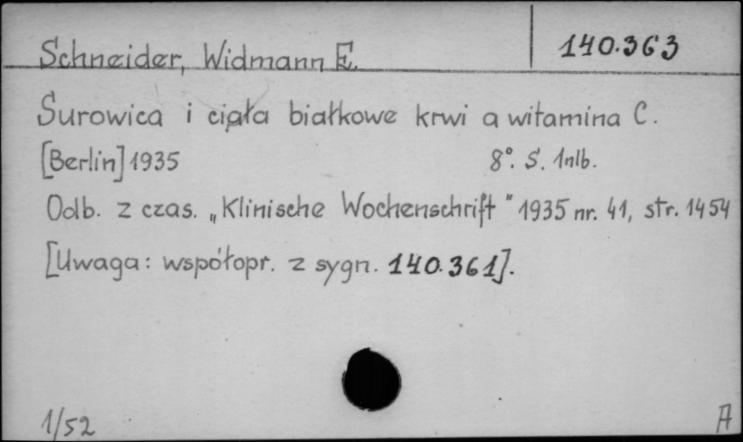 Schneider, Widmann E.
140.363
Surowica i ciała białkowe krwi a witamina C.
[Berlin] 1935 8°. S. 1nlb.
Odb. z czas. „Klinische Wochenschrift" 1935 nr. 41, str. 1454
[Uwaga: współopr. z sygn. 140.361].
1/52
A